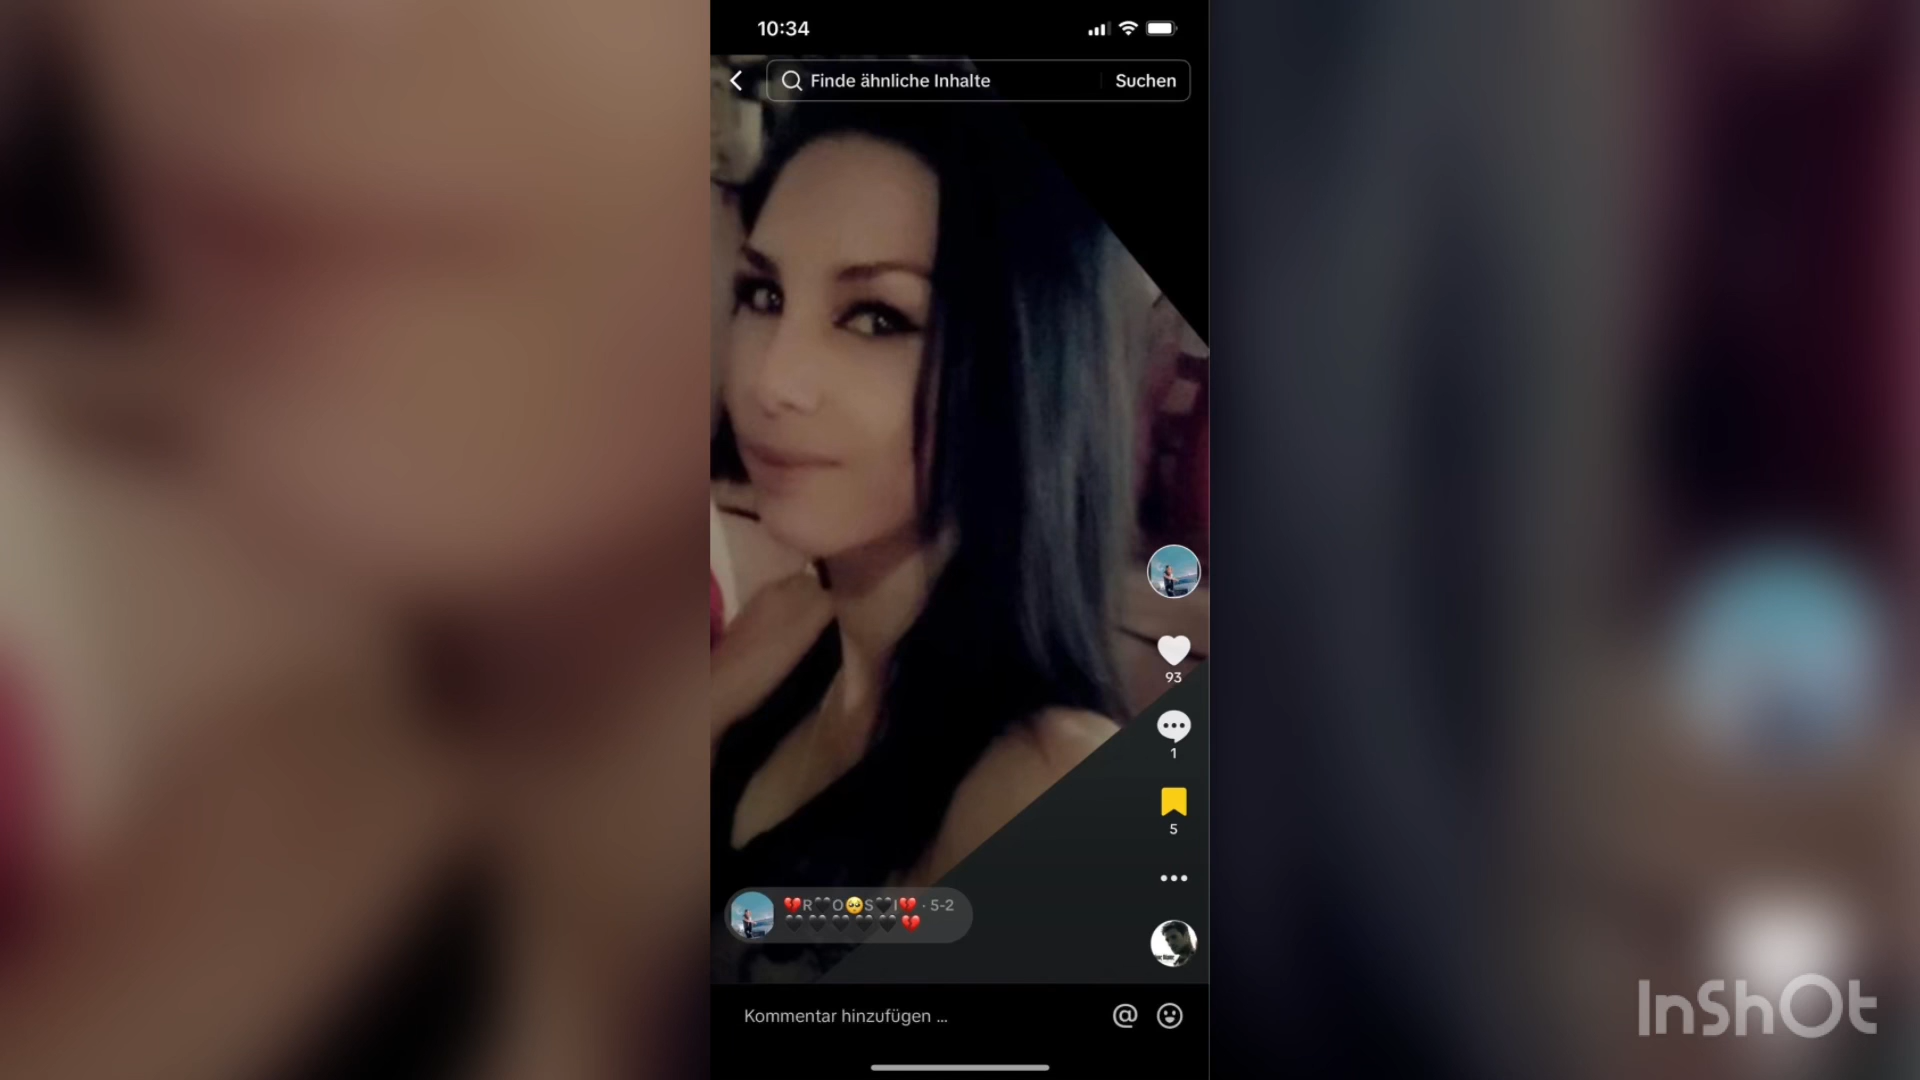 10:34
Finde ähnliche Inhalte
Suchen
93
1
5
💔R🖤O🥺S🖤I💔 · 5-2
🖤🖤🖤🖤🖤💔
Kommentar hinzufügen ...
@
InShOt